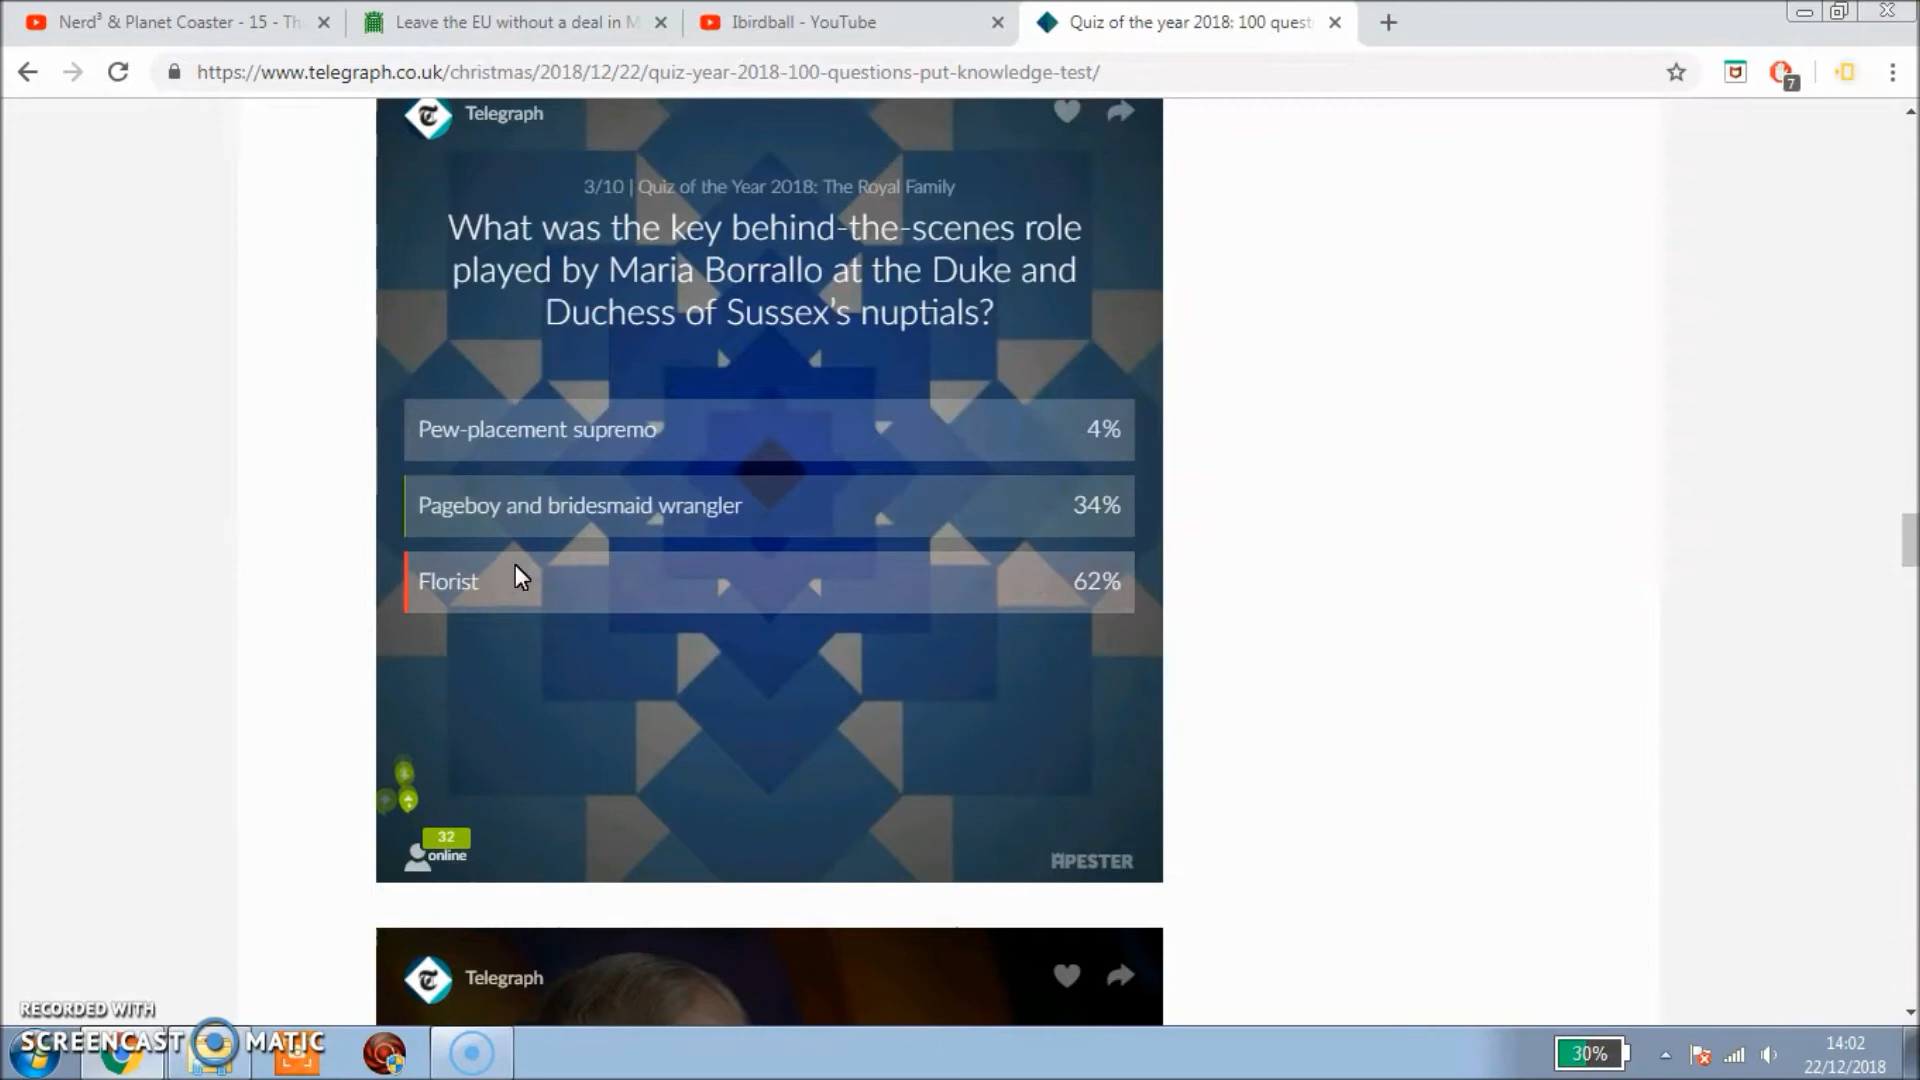 Nerd³ & Planet Coaster - 15 - Th
Leave the EU without a deal in M
Ibirdball - YouTube
Quiz of the year 2018: 100 quest
https://www.telegraph.co.uk/christmas/2018/12/22/quiz-year-2018-100-questions-put-knowledge-test/
7
Telegraph
3/10 | Quiz of the Year 2018: The Royal Family
What was the key behind-the-scenes role
played by Maria Borrallo at the Duke and
Duchess of Sussex's nuptials?
Pew-placement supremo 4%
Pageboy and bridesmaid wrangler 34%
Florist 62%
32
online
APESTER
Telegraph
RECORDED WITH
SCREENCAST MATIC
30%
14:02
22/12/2018